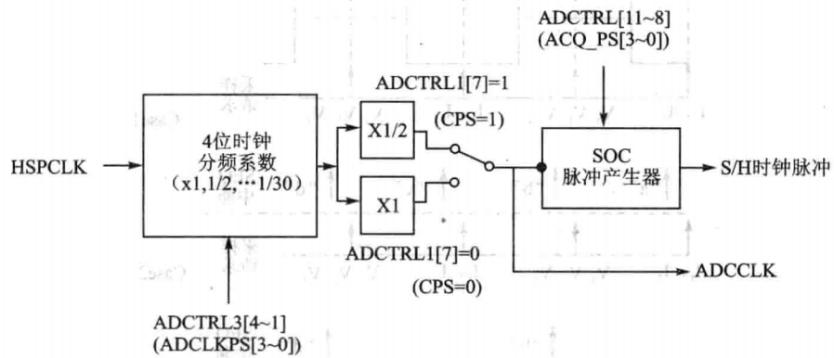 ADCTRL[11~8]
(ACQ_PS[3~0])
ADCTRL1[7]=1
(CPS=1)
HSPCLK
4位时钟
分频系数
(x1,1/2,…1/30)
X1/2
X1
SOC
脉冲产生器
S/H时钟脉冲
ADCTRL1[7]=0
(CPS=0)
ADCCLK
ADCTRL3[4~1]
(ADCLKPS[3~0])